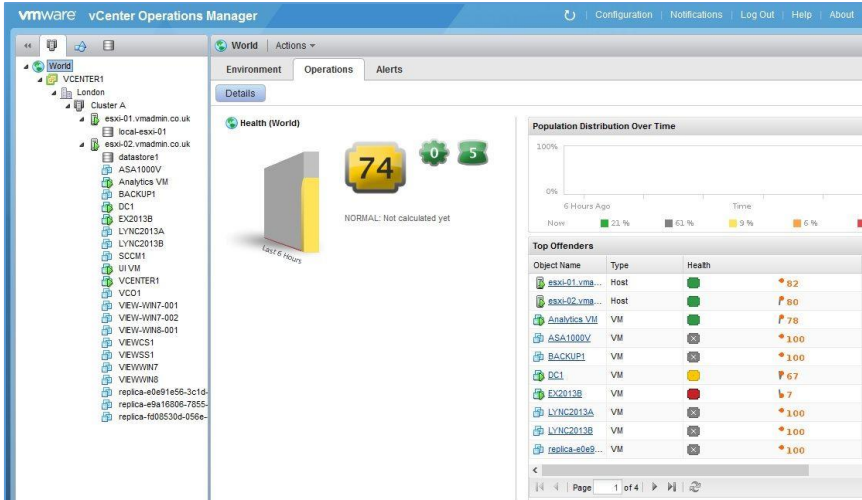 vmware vCenter Operations Manager
Configuration | Notifications | Log Out | Help | About
World
VCENTER1
London
Cluster A
esxi-01.vmadmin.co.uk
local-esxi-01
esxi-02.vmadmin.co.uk
datastore1
ASA1000V
Analytics VM
BACKUP1
DC1
EX2013B
LYNC2013A
LYNC2013B
SCCM1
UI VM
VCENTER1
VCO1
VIEW-WIN7-001
VIEW-WIN7-002
VIEW-WIN8-001
VIEWCS1
VIEWSS1
VIEWWIN7
VIEWWIN8
replica-e0e91e56-3c1d-
replica-e9a16806-7855-
replica-fd08530d-056e-
World | Actions
Environment Operations Alerts
Details
Health (World)
74 0 5
NORMAL: Not calculated yet
Last 6 Hours
Population Distribution Over Time
100%
0%
6 Hours Ago Time
Now 21 % 61 % 9 % 6 %
Top Offenders
Object Name Type Health
esxi-01.vma... Host 82
esxi-02.vma... Host 80
Analytics VM VM 78
ASA1000V VM 100
BACKUP1 VM 100
DC1 VM 67
EX2013B VM 7
LYNC2013A VM 100
LYNC2013B VM 100
replica-e0e9... VM 100
Page 1 of 4